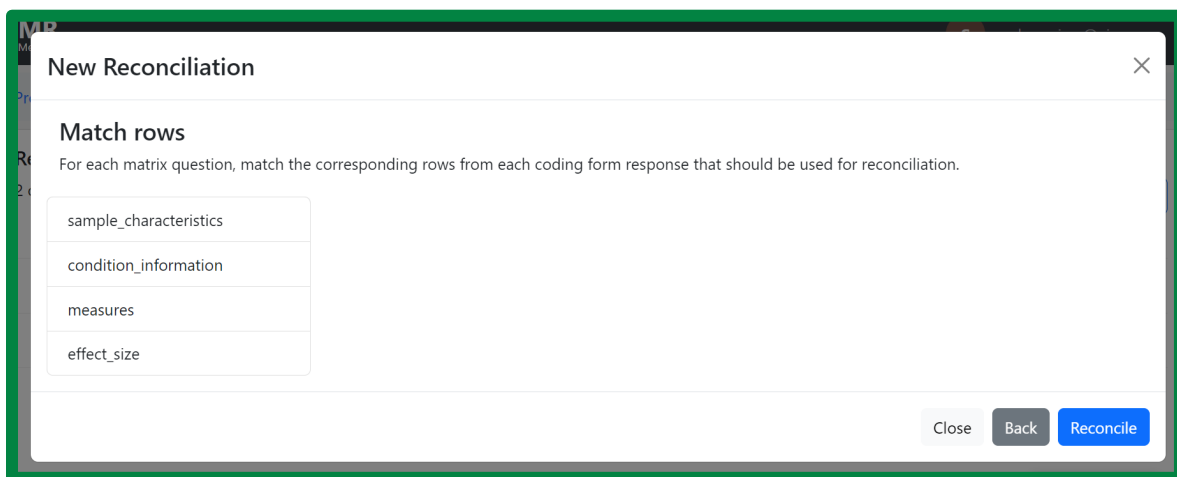 MR
New Reconciliation
Match rows
For each matrix question, match the corresponding rows from each coding form response that should be used for reconciliation.
sample_characteristics
condition_information
measures
effect_size
Close Back Reconcile